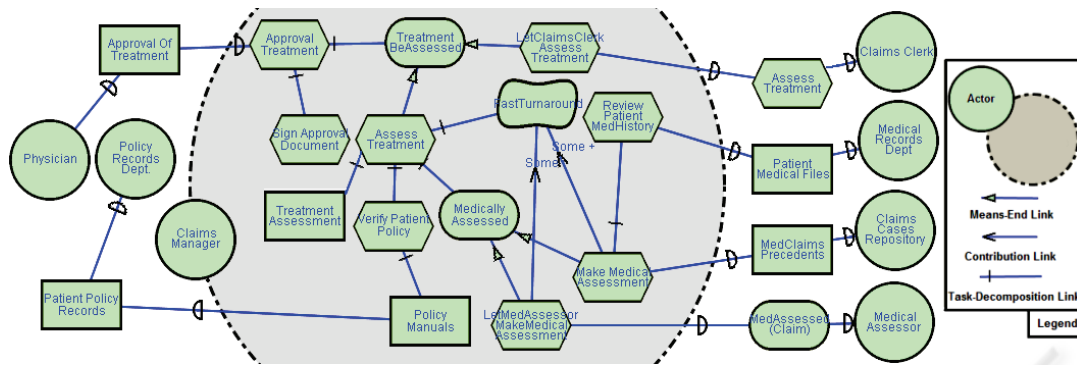 Approval Of
Treatment
Approval
Treatment
Treatment
BeAssessed
LetClaimsClerk
Assess
Treatment
Claims Clerk
Assess
Treatment
Actor
FastTurnaround
Review
Patient
MedHistory
Physician
Policy
Records
Dept.
Sign Approval
Document
Assess
Treatment
Some +
Some+
Medical
Records
Dept
Patient
Medical Files
Treatment
Assessment
Verify Patient
Policy
Medically
Assessed
Claims
Manager
Claims
Cases
Repository
MedClaims
Precedents
Make Medical
Assessment
Means-End Link
Contribution Link
Task-Decomposition Link
Patient Policy
Records
Policy
Manuals
LetMedAssessor
MakeMedical
Assessment
MedAssessed
(Claim)
Medical
Assessor
Legend